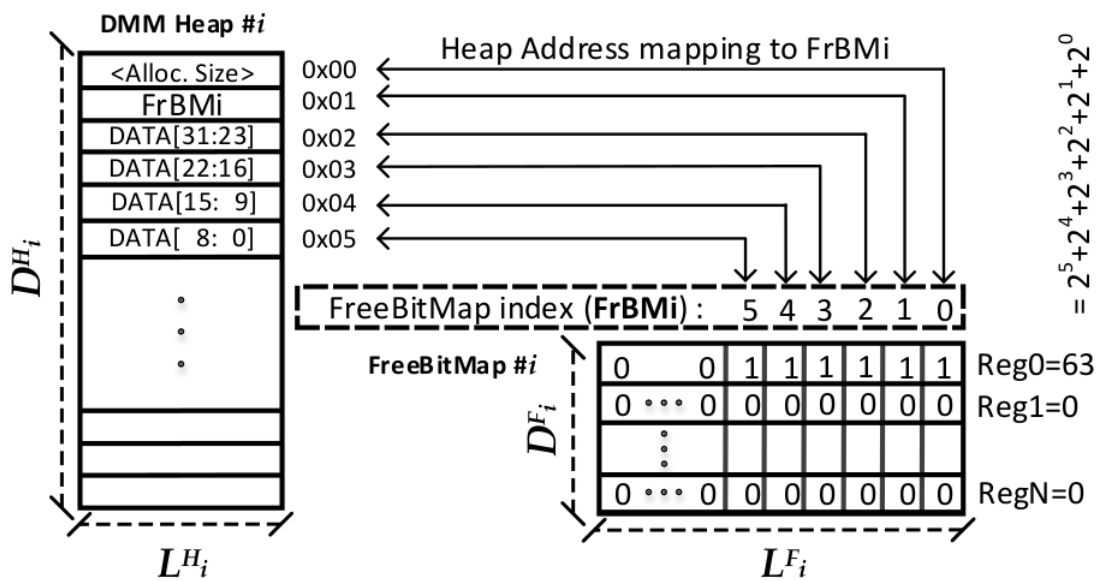 DMM Heap #i
Heap Address mapping to FrBMi
<Alloc. Size> 0x00
FrBMi 0x01
DATA[31:23] 0x02
DATA[22:16] 0x03
DATA[15: 9] 0x04
DATA[ 8: 0] 0x05
= 2^5+2^4+2^3+2^2+2^1+2^0
D^H_i
FreeBitMap index (FrBMi) : 5 4 3 2 1 0
FreeBitMap #i
0 0 1 1 1 1 1 1 Reg0=63
0 ••• 0 0 0 0 0 0 0 Reg1=0
0 ••• 0 0 0 0 0 0 0 RegN=0
D^F_i
L^H_i
L^F_i